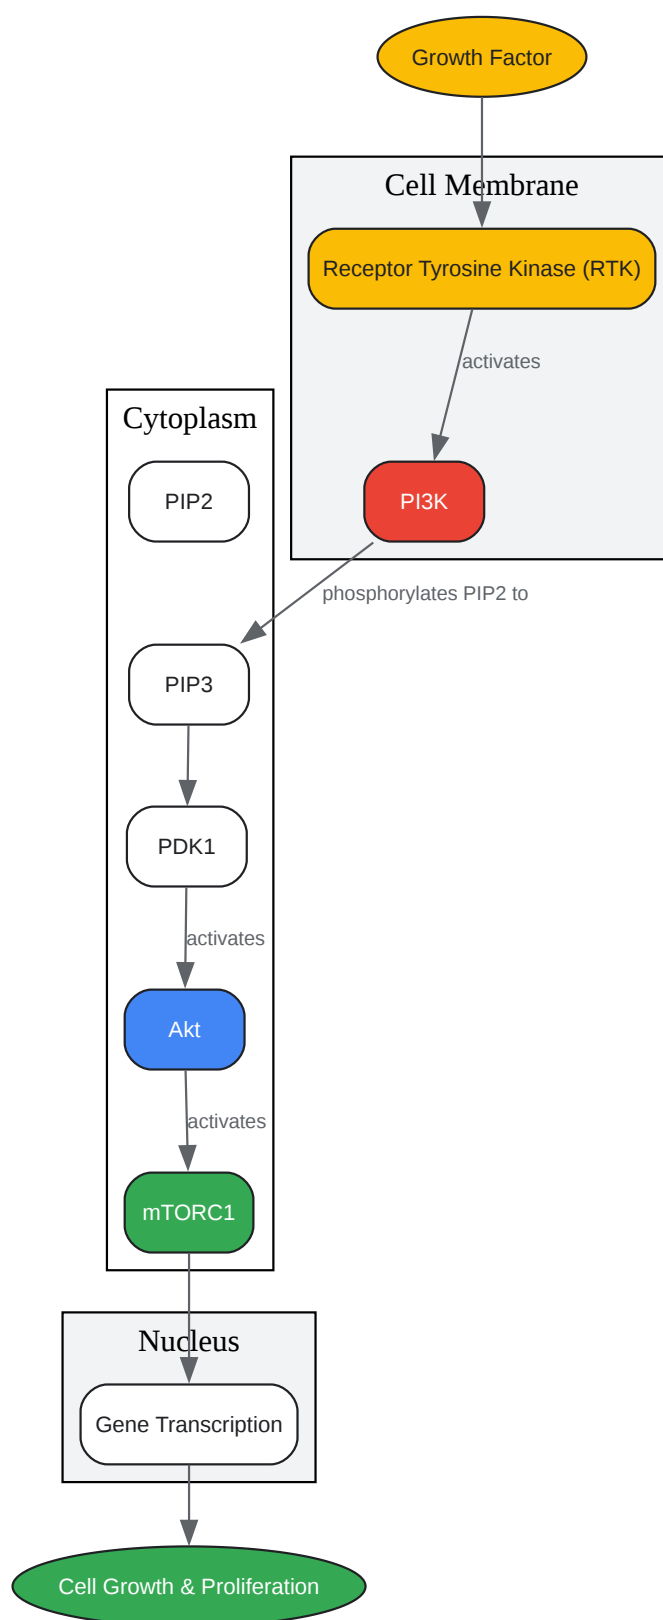 Growth Factor
Cell Membrane
Receptor Tyrosine Kinase (RTK)
activates
Cytoplasm
PIP2
PI3K
phosphorylates PIP2 to
PIP3
PDK1
activates
Akt
activates
mTORC1
Nucleus
Gene Transcription
Cell Growth & Proliferation